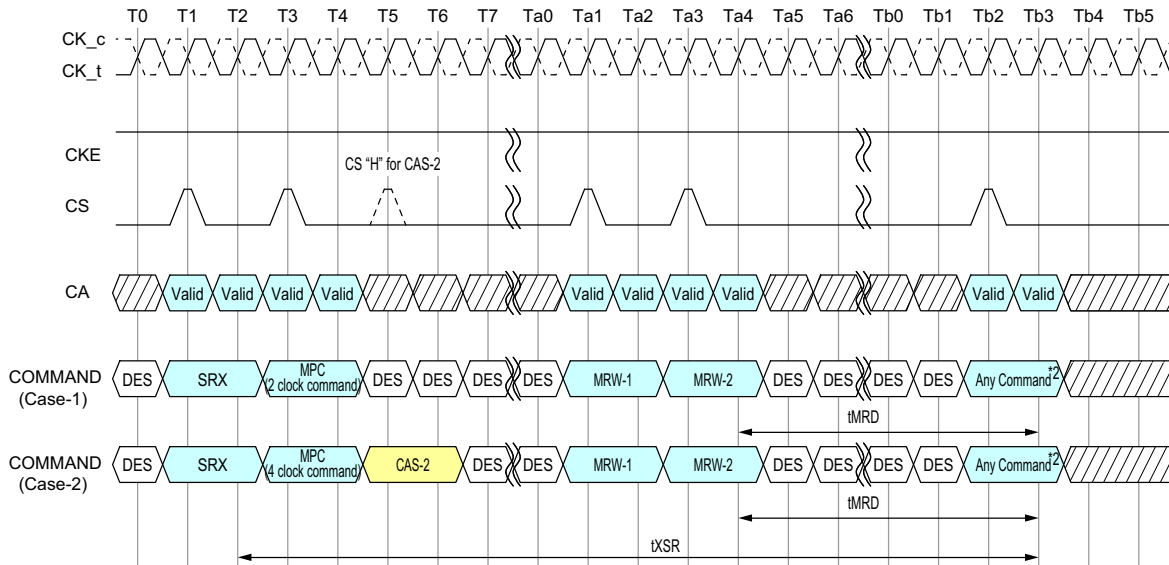 T0 T1 T2 T3 T4 T5 T6 T7 Ta0 Ta1 Ta2 Ta3 Ta4 Ta5 Ta6 Tb0 Tb1 Tb2 Tb3 Tb4 Tb5
CK_c
CK_t
CKE
CS "H" for CAS-2
CS
CA Valid Valid Valid Valid Valid Valid Valid Valid Valid Valid
COMMAND
(Case-1)
DES SRX MPC
(2 clock command) DES DES DES DES MRW-1 MRW-2 DES DES DES DES Any Command*2
tMRD
COMMAND
(Case-2)
DES SRX MPC
(4 clock command) CAS-2 DES DES MRW-1 MRW-2 DES DES DES DES Any Command*2
tMRD
tXSR